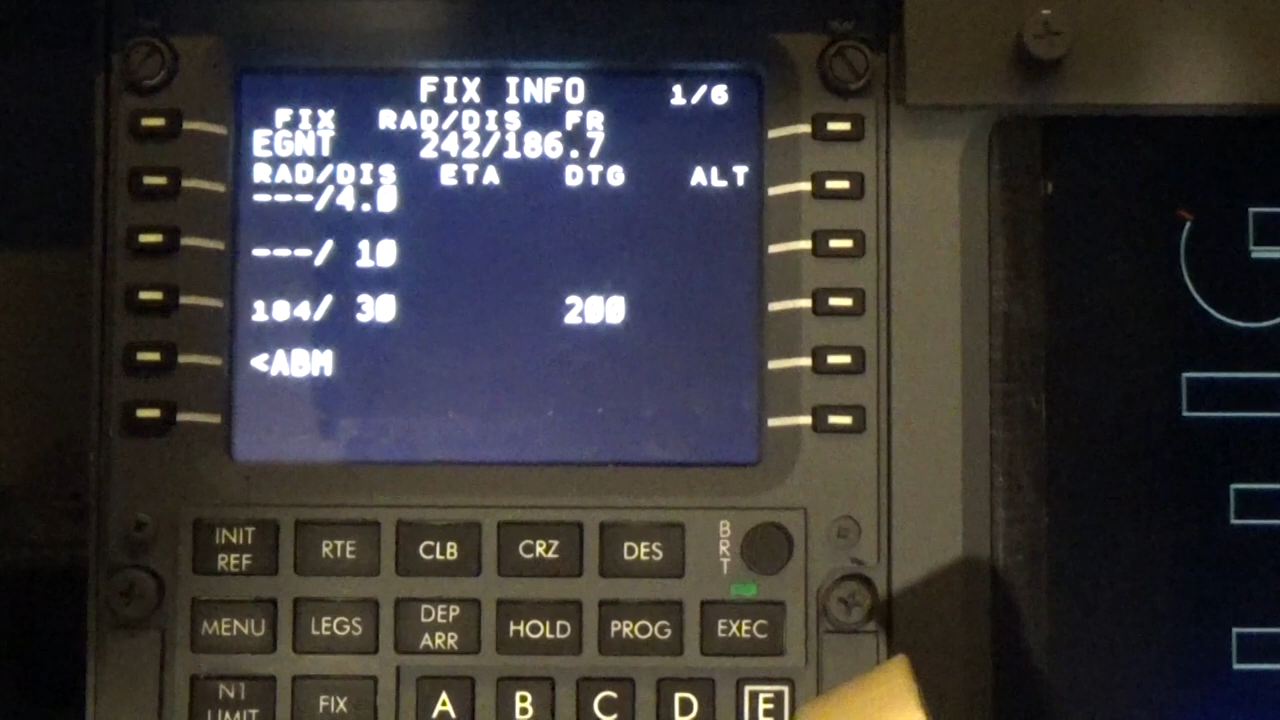 FIX INFO 1/6
FIX RAD/DIS FR
EGNT 242/186.7
RAD/DIS ETA DTG ALT
---/4.0
---/ 10
184/ 30 200
<ABM
INIT REF RTE CLB CRZ DES BRT
MENU LEGS DEP ARR HOLD PROG EXEC
N1 LIMIT FIX A B C D E